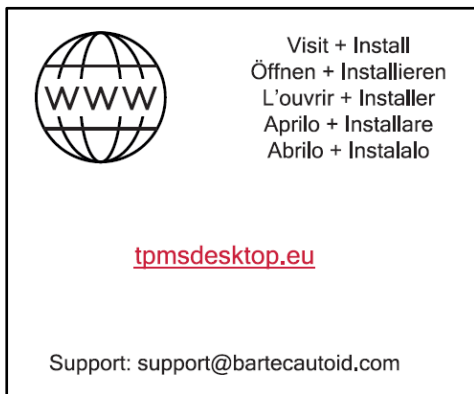 WWW
Visit + Install
Öffnen + Installieren
L'ouvrir + Installer
Aprilo + Installare
Abrilo + Instalalo
tpmsdesktop.eu
Support: support@bartecautoid.com